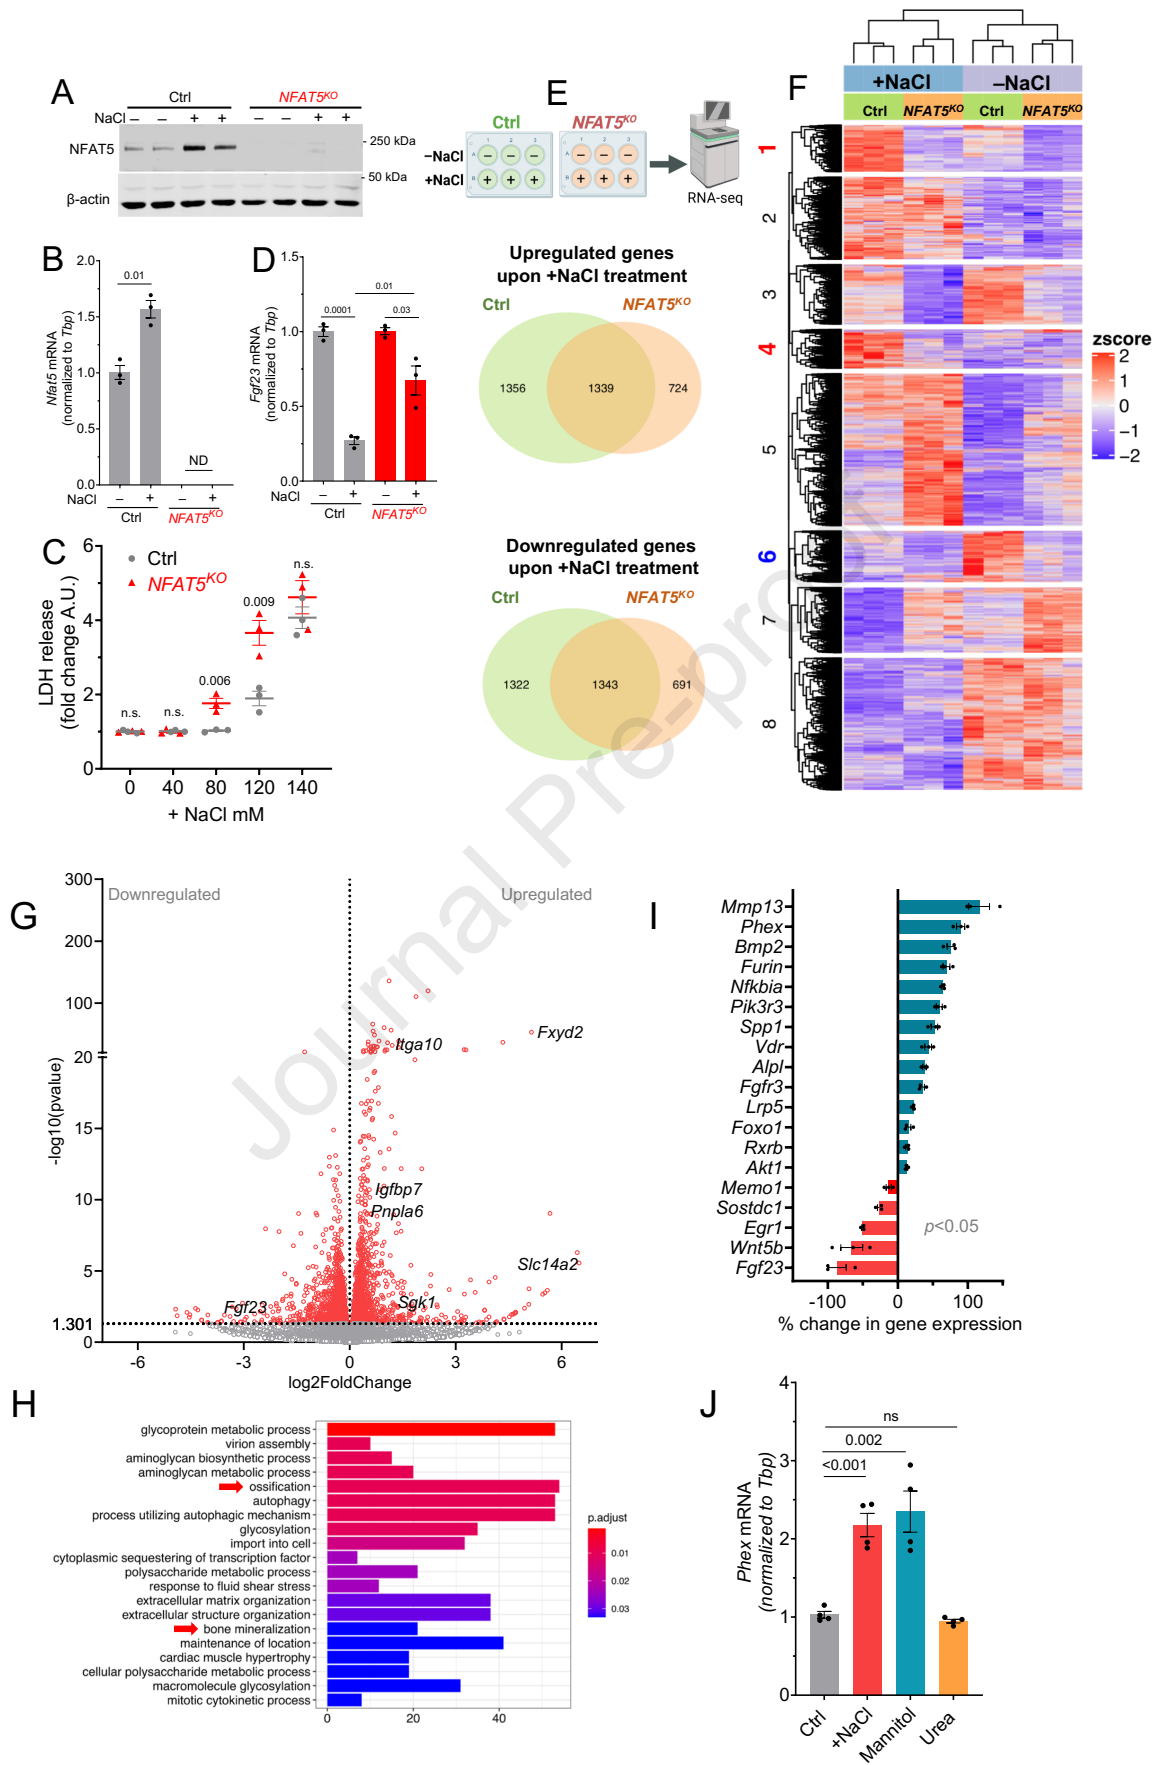 A
Ctrl
NFAT5KO
NaCl – – + + – – + +
NFAT5
250 kDa
50 kDa
β-actin
B
Nfat5 mRNA
(normalized to Tbp)
2.0
1.5
1.0
0.5
0.0
0.01
ND
NaCl – + – +
Ctrl
NFAT5KO
C
Ctrl
NFAT5KO
LDH release
(fold change A.U.)
6
4
2
0
n.s.
n.s.
0.006
0.009
n.s.
0 40 80 120 140
+ NaCl mM
D
Fgf23 mRNA
(normalized to Tbp)
1.5
1.0
0.5
0.0
0.01
0.0001
0.03
NaCl – + – +
Ctrl
NFAT5KO
E
Ctrl
NFAT5KO
1 2 3
1 2 3
A – – –
A – – –
B + + +
B + + +
–NaCl
+NaCl
RNA-seq
Upregulated genes
upon +NaCl treatment
Ctrl
NFAT5KO
1356
1339
724
Downregulated genes
upon +NaCl treatment
Ctrl
NFAT5KO
1322
1343
691
F
+NaCl
–NaCl
Ctrl
NFAT5KO
Ctrl
NFAT5KO
1
2
3
4
5
6
7
8
zscore
2
1
0
−1
−2
G
Downregulated
Upregulated
-log10(pvalue)
300
200
100
20
15
10
5
1.301
0
Fxyd2
Itga10
Igfbp7
Pnpla6
Slc14a2
Fgf23
Sgk1
-6 -3 0 3 6
log2FoldChange
H
glycoprotein metabolic process
virion assembly
aminoglycan biosynthetic process
aminoglycan metabolic process
ossification
autophagy
process utilizing autophagic mechanism
glycosylation
import into cell
cytoplasmic sequestering of transcription factor
polysaccharide metabolic process
response to fluid shear stress
extracellular matrix organization
extracellular structure organization
bone mineralization
maintenance of location
cardiac muscle hypertrophy
cellular polysaccharide metabolic process
macromolecule glycosylation
mitotic cytokinetic process
0 20 40
p.adjust
0.01
0.02
0.03
I
Mmp13
Phex
Bmp2
Furin
Nfkbia
Pik3r3
Spp1
Vdr
Alpl
Fgfr3
Lrp5
Foxo1
Rxrb
Akt1
Memo1
Sostdc1
Egr1
Wnt5b
Fgf23
p<0.05
-100 0 100
% change in gene expression
J
Phex mRNA
(normalized to Tbp)
4
3
2
1
0
ns
0.002
<0.001
Ctrl
+NaCl
Mannitol
Urea
Journal Pre-proof